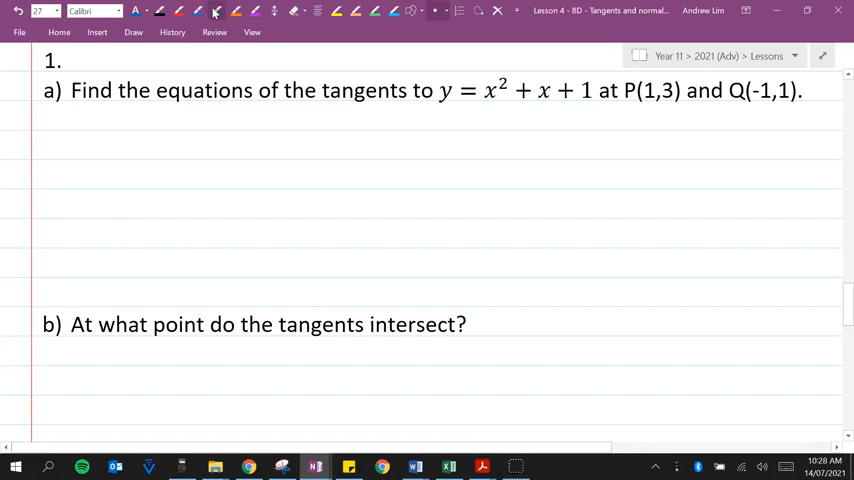 27 Calibri A Lesson 4 - 8D - Tangents and normal... Andrew Lim
File Home Insert Draw History Review View
1.
Year 11 > 2021 (Adv) > Lessons
a) Find the equations of the tangents to y = x² + x + 1 at P(1,3) and Q(-1,1).
b) At what point do the tangents intersect?
10:28 AM
14/07/2021